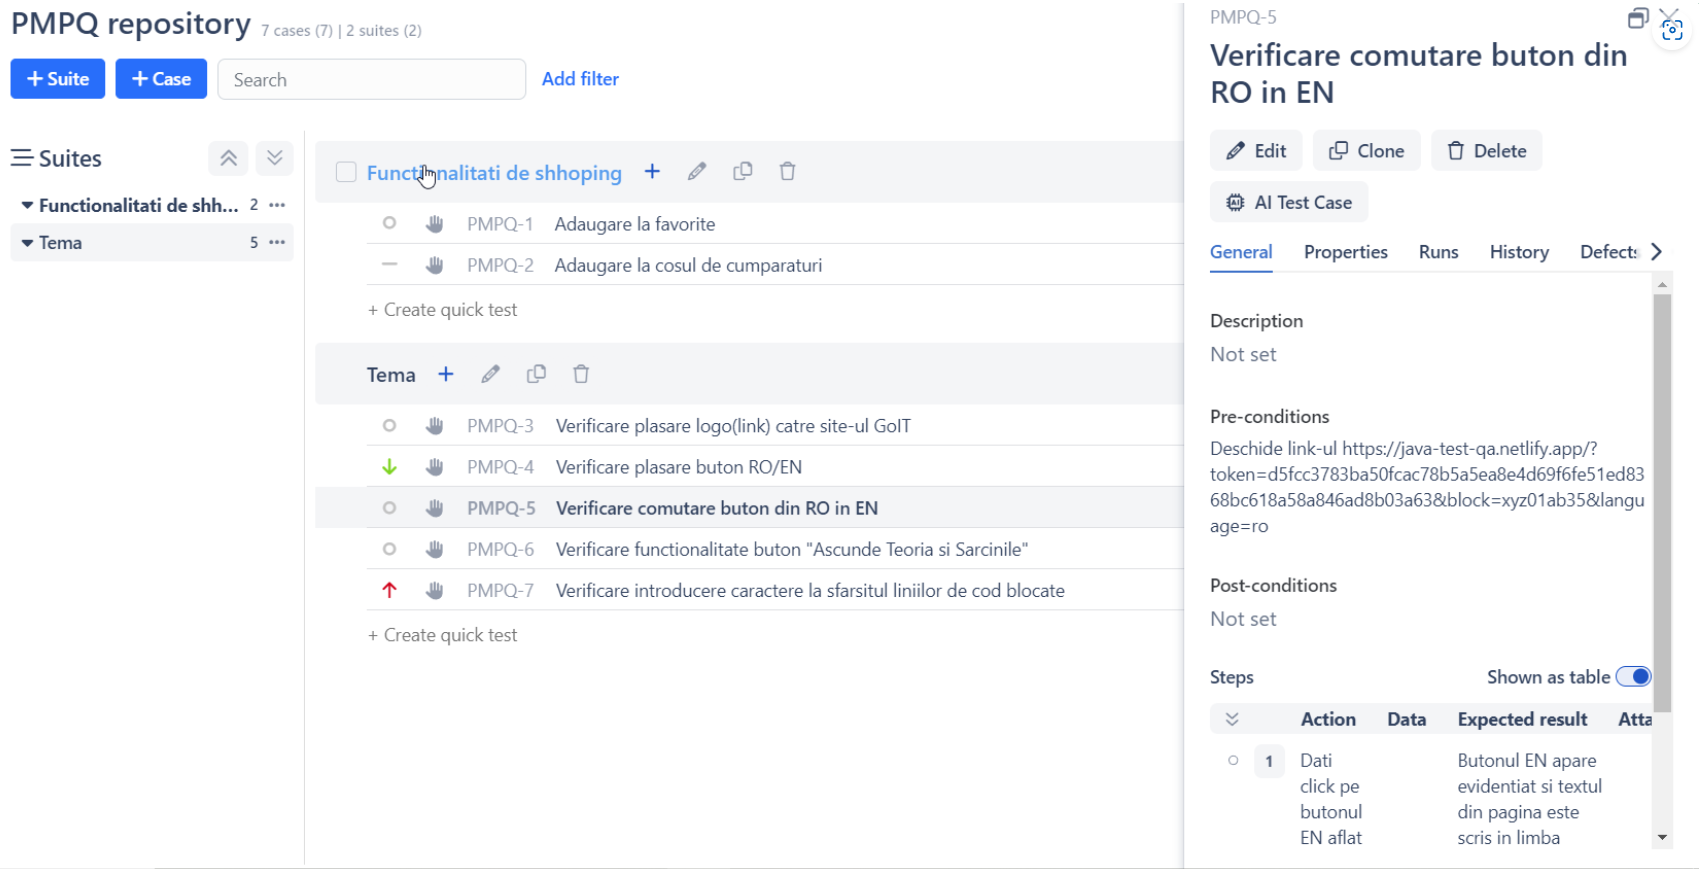 PMPQ repository 7 cases (7) | 2 suites (2)
+ Suite
+ Case
Search
Add filter
Suites
Functionalitati de shh... 2 ...
Tema 5 ...
Functionalitati de shhoping
PMPQ-1 Adaugare la favorite
PMPQ-2 Adaugare la cosul de cumparaturi
+ Create quick test
Tema
PMPQ-3 Verificare plasare logo(link) catre site-ul GoIT
PMPQ-4 Verificare plasare buton RO/EN
PMPQ-5 Verificare comutare buton din RO in EN
PMPQ-6 Verificare functionalitate buton "Ascunde Teoria si Sarcinile"
PMPQ-7 Verificare introducere caractere la sfarsitul liniilor de cod blocate
+ Create quick test
PMPQ-5
Verificare comutare buton din
RO in EN
Edit
Clone
Delete
AI Test Case
General Properties Runs History Defects
Description
Not set
Pre-conditions
Deschide link-ul https://java-test-qa.netlify.app/?
token=d5fcc3783ba50fcac78b5a5ea8e4d69f6fe51ed83
68bc618a58a846ad8b03a63&block=xyz01ab35&langu
age=ro
Post-conditions
Not set
Steps
Shown as table
Action Data Expected result Atta
1
Dati
click pe
butonul
EN aflat
Butonul EN apare
evidentiat si textul
din pagina este
scris in limba